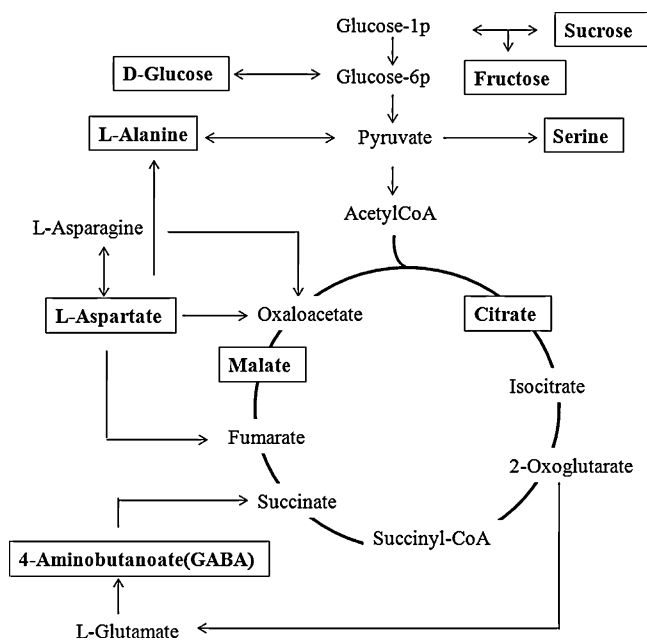 Glucose-1p
Sucrose
D-Glucose
Glucose-6p
Fructose
L-Alanine
Pyruvate
Serine
AcetylCoA
L-Asparagine
L-Aspartate
Oxaloacetate
Citrate
Malate
Isocitrate
Fumarate
2-Oxoglutarate
Succinate
Succinyl-CoA
4-Aminobutanoate(GABA)
L-Glutamate